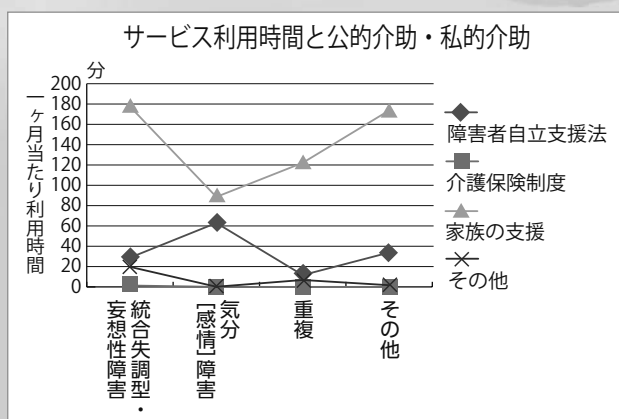 サービス利用時間と公的介助・私的介助
分
一ヶ月当たり利用時間
200
180
160
140
120
100
80
60
40
20
0
障害者自立支援法
介護保険制度
家族の支援
その他
統合失調型・
妄想性障害
気分
[感情]障害
重複
その他